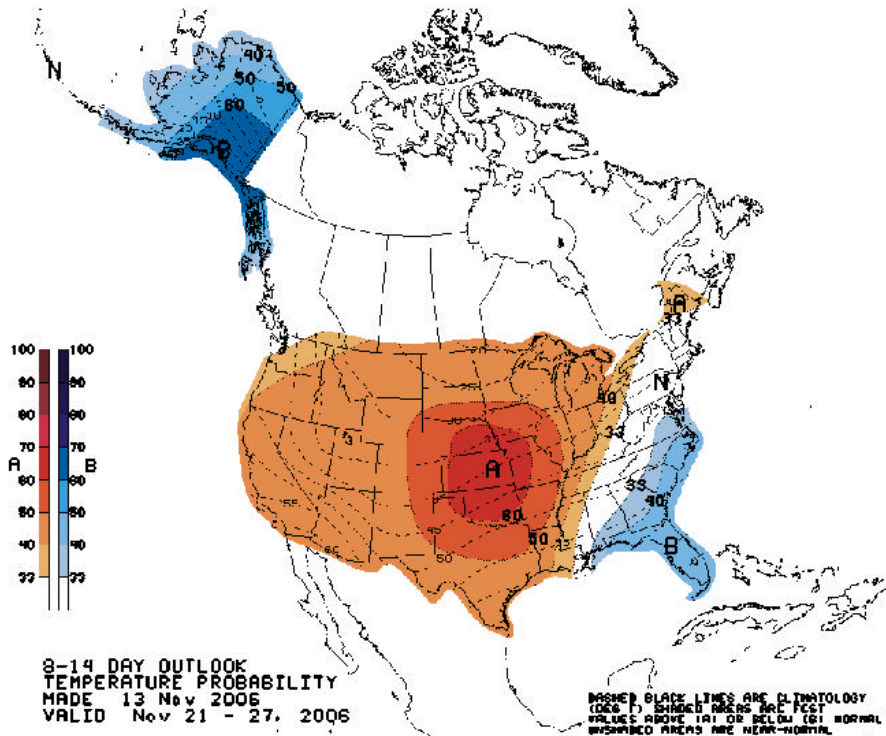 N
40
50
50
60
B
A
33
100 100
90 90
80 80
70 70
A B
60 60
50 50
40 40
33 33
N
40
33
A
33
40
60
50
B
55
45
50
8-14 DAY OUTLOOK
TEMPERATURE PROBABILITY
MADE 13 Nov 2006
VALID Nov 21 - 27, 2006
DASHED BLACK LINES ARE CLIMATOLOGY
(DEG F) SHADED AREAS ARE FCST
VALUES ABOVE (A) OR BELOW (B) NORMAL
UNSHADED AREAS ARE NEAR-NORMAL